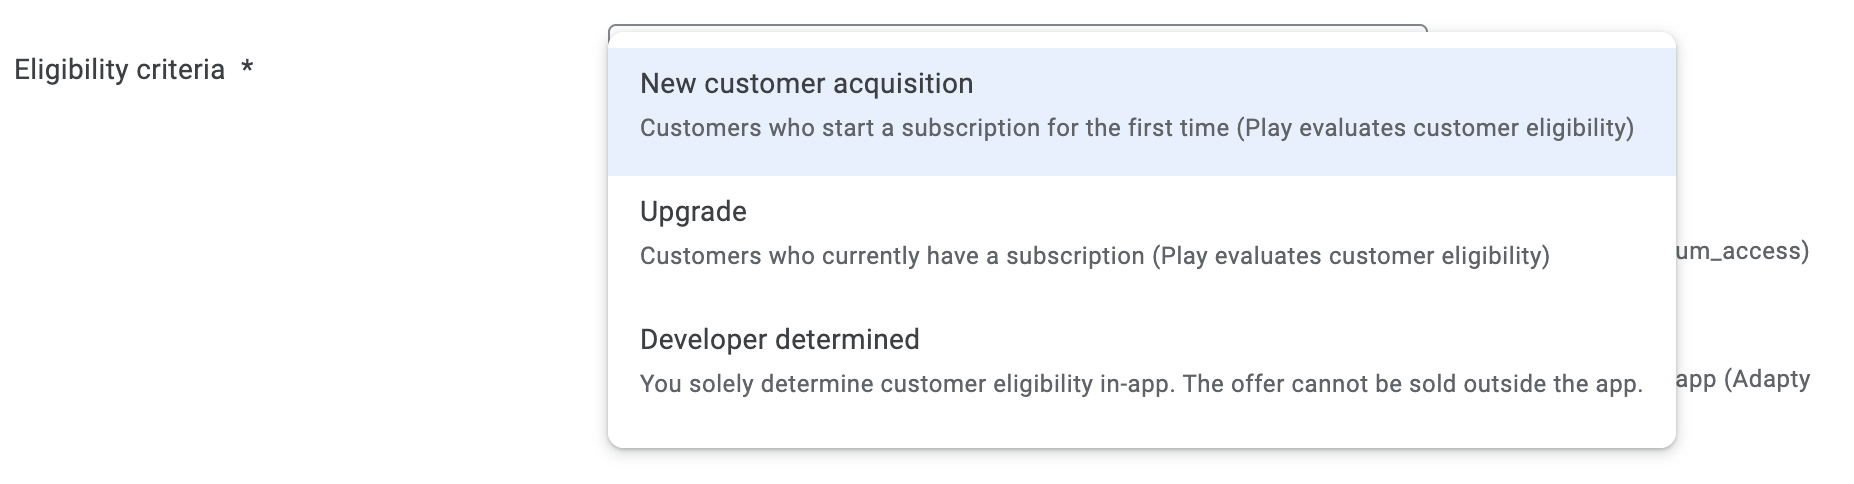 Eligibility criteria *
New customer acquisition
Customers who start a subscription for the first time (Play evaluates customer eligibility)
Upgrade
Customers who currently have a subscription (Play evaluates customer eligibility)
um_access)
Developer determined
You solely determine customer eligibility in-app. The offer cannot be sold outside the app.
app (Adapty